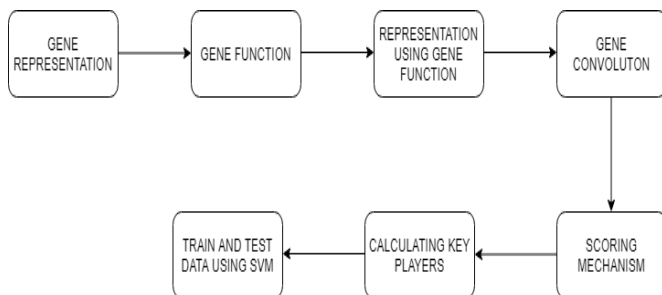 GENE
REPRESENTATION
GENE FUNCTION
REPRESENTATION
USING GENE
FUNCTION
GENE
CONVOLUTON
SCORING
MECHANISM
CALCULATING KEY
PLAYERS
TRAIN AND TEST
DATA USING SVM